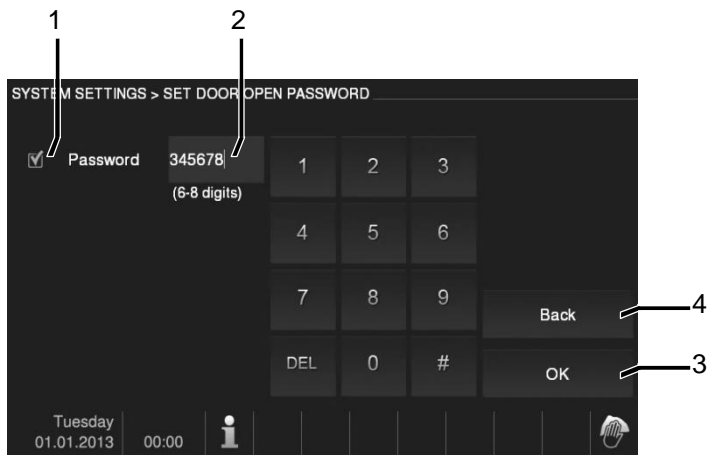 1 2
SYSTEM SETTINGS > SET DOOR OPEN PASSWORD
Password 345678
(6-8 digits)
1 2 3
4 5 6
7 8 9
Back 4
DEL 0 #
OK 3
Tuesday
01.01.2013 00:00 i